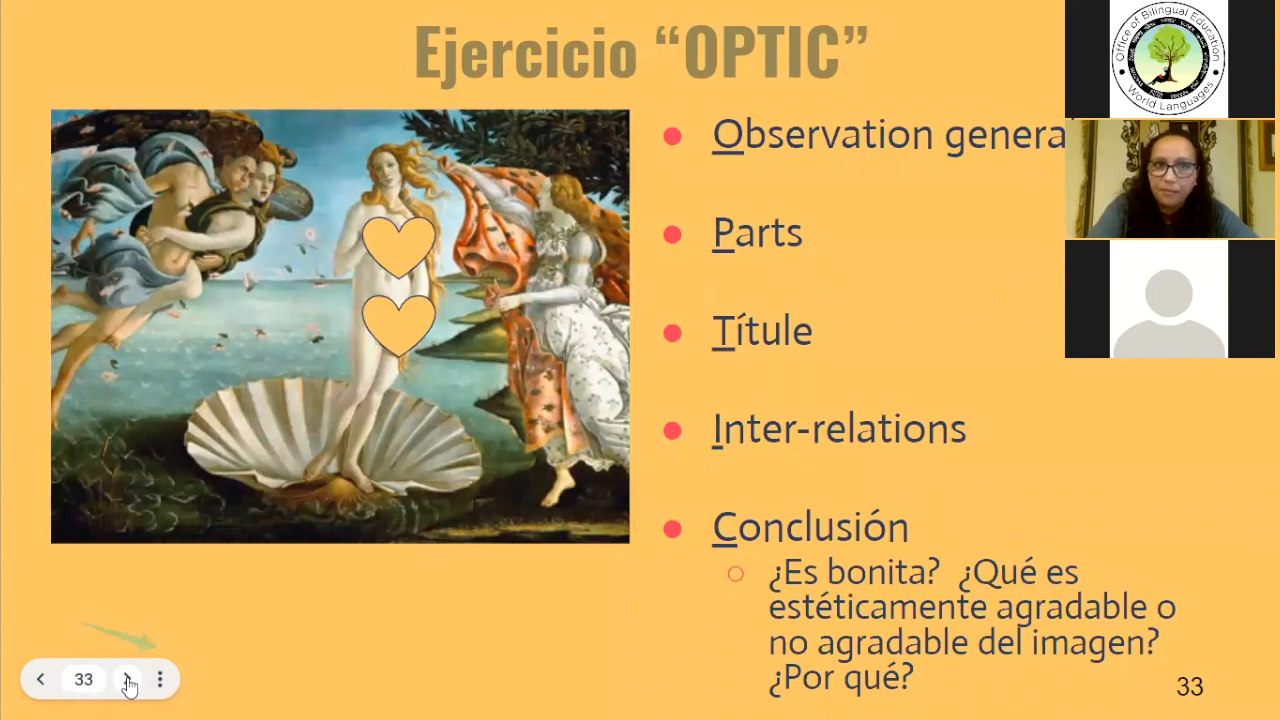 Ejercicio “OPTIC”
Observation genera
Parts
Títule
Inter-relations
Conclusión
¿Es bonita? ¿Qué es
estéticamente agradable o
no agradable del imagen?
¿Por qué?
33
33
Office of Bilingual Education
World Languages